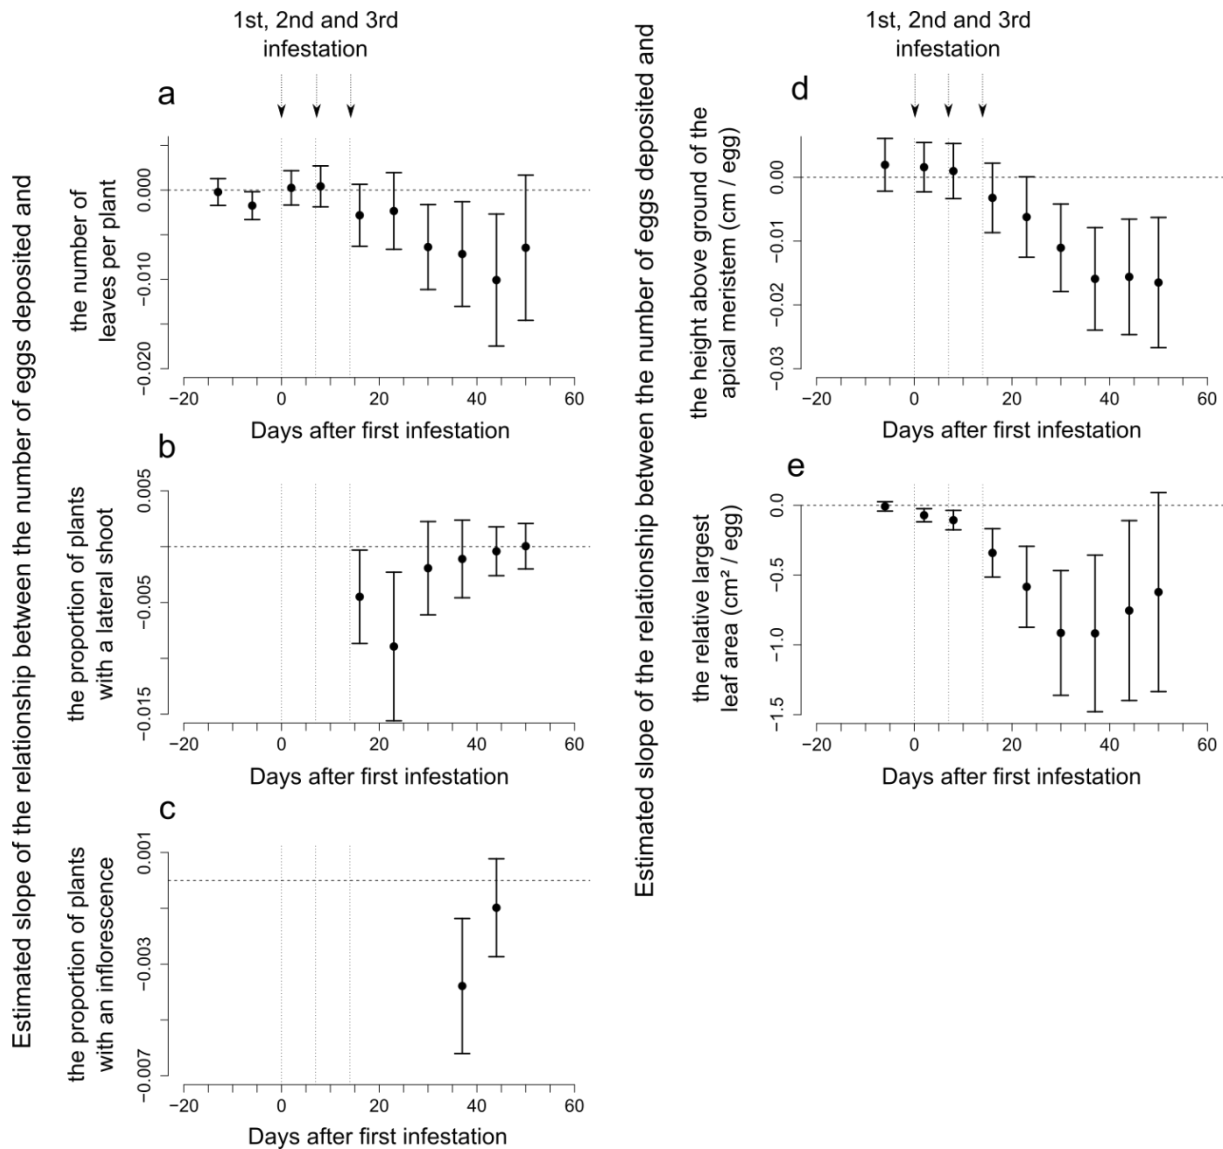 1st, 2nd and 3rd
infestation
Estimated slope of the relationship between the number of eggs deposited and
a
the number of
leaves per plant
0.000
−0.010
−0.020
−20 0 20 40 60
Days after first infestation
b
the proportion of plants
with a lateral shoot
0.005
−0.005
−0.015
−20 0 20 40 60
Days after first infestation
c
the proportion of plants
with an inflorescence
0.001
−0.003
−0.007
−20 0 20 40 60
Days after first infestation
1st, 2nd and 3rd
infestation
Estimated slope of the relationship between the number of eggs deposited and
d
the height above ground of the
apical meristem (cm / egg)
0.00
−0.01
−0.02
−0.03
−20 0 20 40 60
Days after first infestation
e
the relative largest
leaf area (cm² / egg)
0.0
−0.5
−1.0
−1.5
−20 0 20 40 60
Days after first infestation